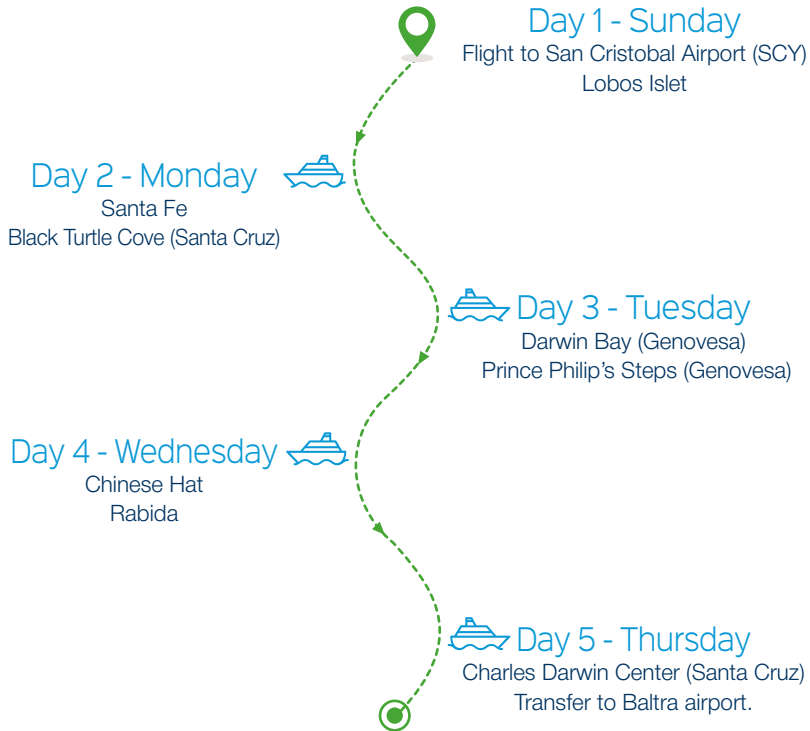 Day 1 - Sunday
Flight to San Cristobal Airport (SCY)
Lobos Islet
Day 2 - Monday
Santa Fe
Black Turtle Cove (Santa Cruz)
Day 3 - Tuesday
Darwin Bay (Genovesa)
Prince Philip's Steps (Genovesa)
Day 4 - Wednesday
Chinese Hat
Rabida
Day 5 - Thursday
Charles Darwin Center (Santa Cruz)
Transfer to Baltra airport.